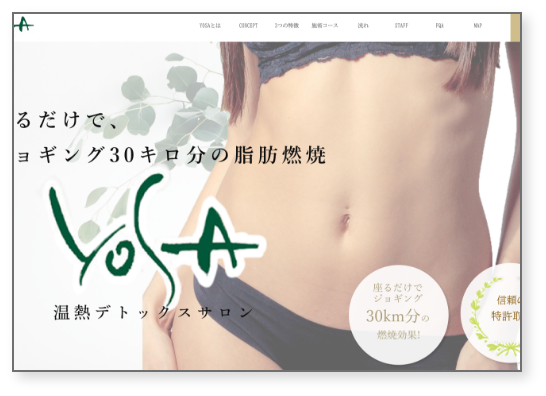 A
YOSAとは CONCEPT 3つの特徴 施術コース 流れ STAFF FQA MAP
るだけで、
ョギング30キロ分の脂肪燃焼
YOSA
温熱デトックスサロン
座るだけで
ジョギング
30km分の
燃焼効果!
信頼の
特許取